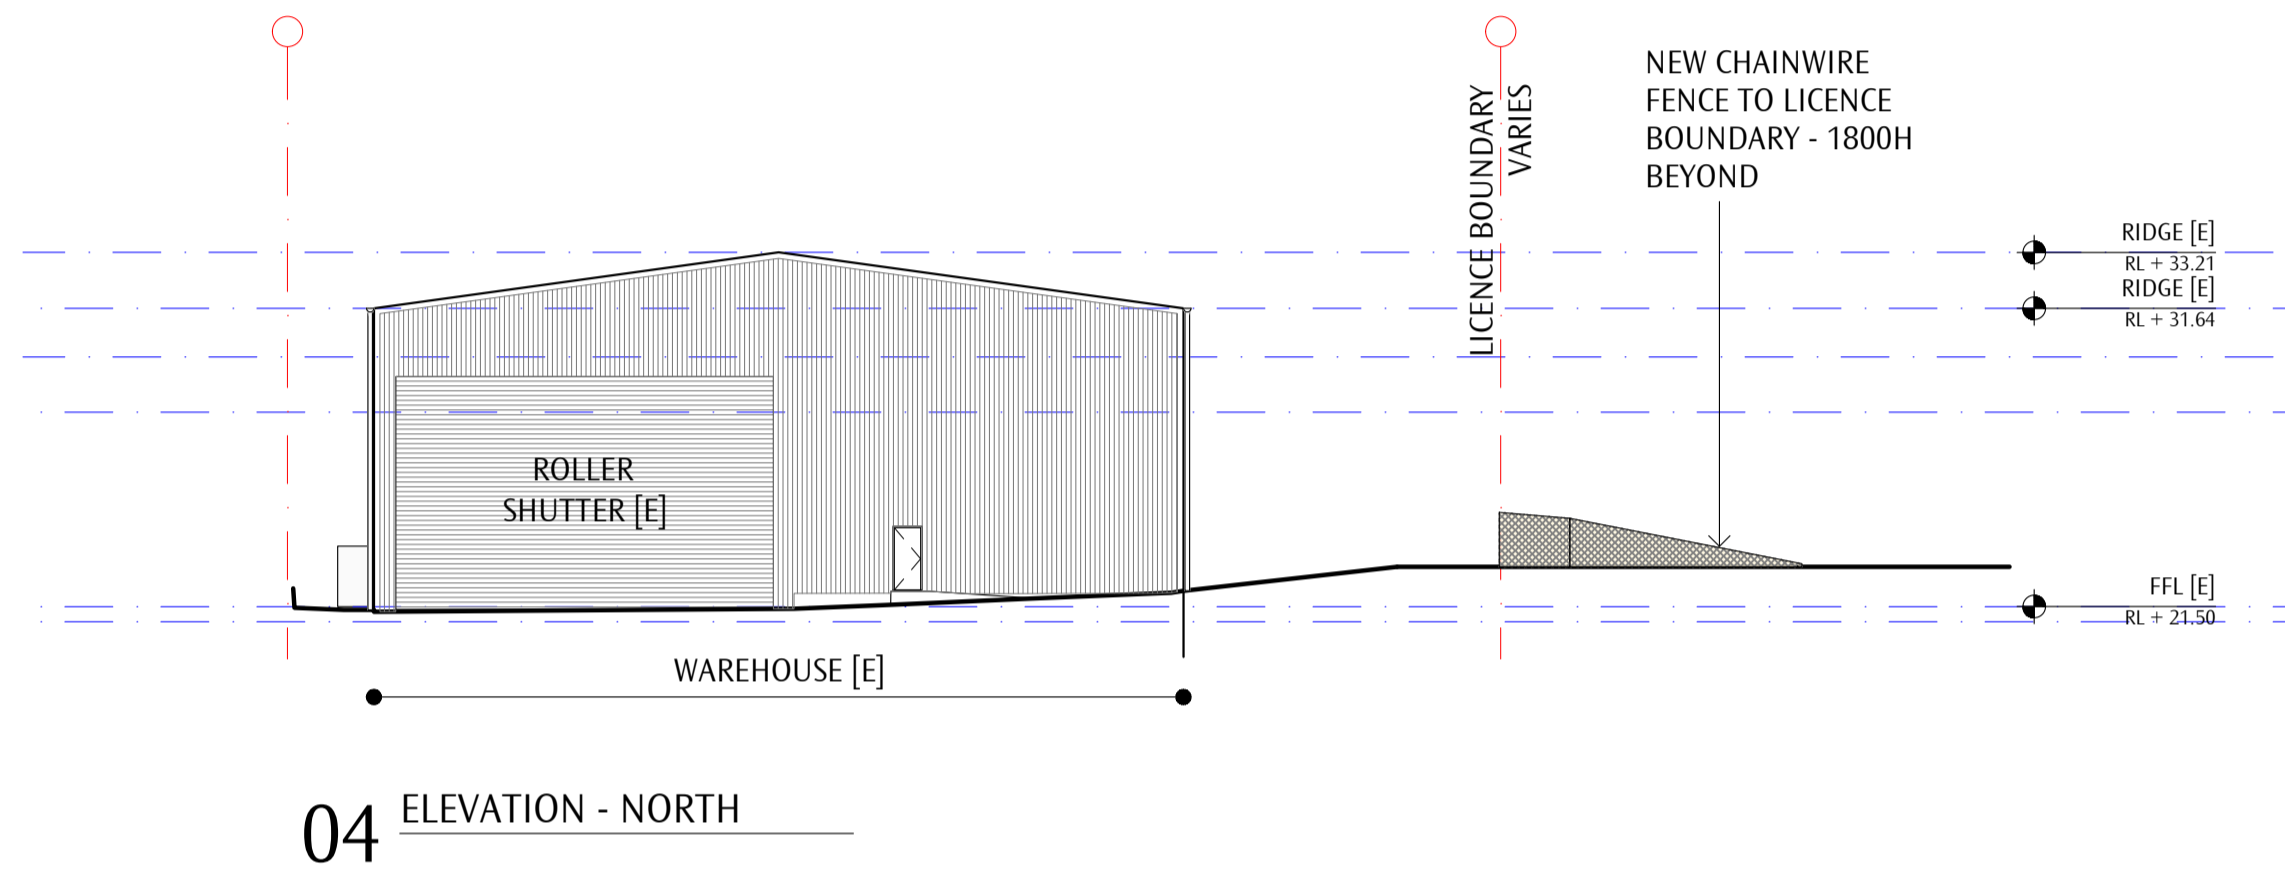 NEW CHAINWIRE
FENCE TO LICENCE
BOUNDARY - 1800H
BEYOND
LICENCE BOUNDARY
VARIES
RIDGE [E]
RL + 33.21
RIDGE [E]
RL + 31.64
ROLLER
SHUTTER [E]
FFL [E]
RL + 21.50
WAREHOUSE [E]
04 ELEVATION - NORTH